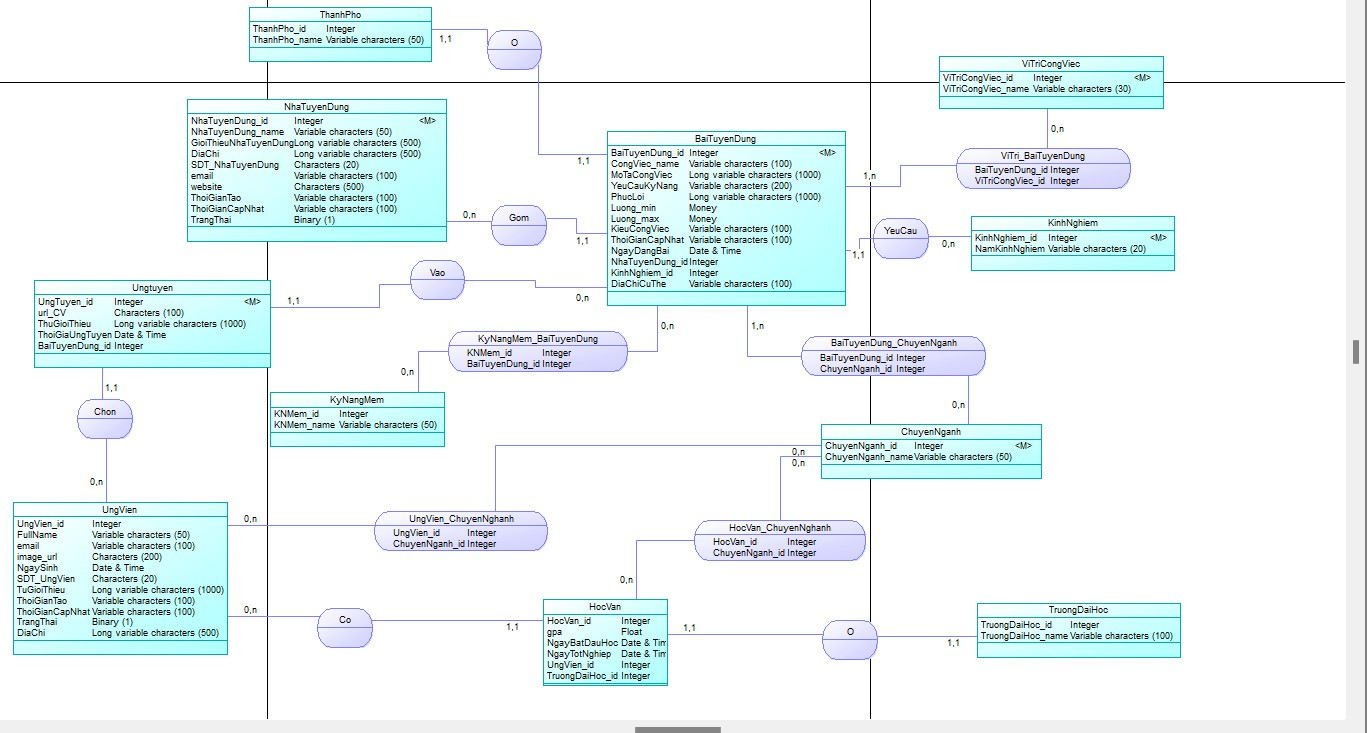 ThanhPho
ThanhPho_id Integer
ThanhPho_name Variable characters (50)
1,1
O
1,1
ViTriCongViec
ViTriCongViec_id Integer <M>
ViTriCongViec_name Variable characters (30)
0,n
ViTri_BaiTuyenDung
BaiTuyenDung_id Integer
ViTriCongViec_id Integer
1,n
NhaTuyenDung
NhaTuyenDung_id Integer <M>
NhaTuyenDung_name Variable characters (50)
GioiThieuNhaTuyenDung Long variable characters (500)
DiaChi Long variable characters (500)
SDT_NhaTuyenDung Characters (20)
email Variable characters (100)
website Characters (500)
ThoiGianTao Variable characters (100)
ThoiGianCapNhat Variable characters (100)
TrangThai Binary (1)
0,n
Gom
1,1
BaiTuyenDung
BaiTuyenDung_id Integer <M>
CongViec_name Variable characters (100)
MoTaCongViec Long variable characters (1000)
YeuCauKyNang Variable characters (200)
PhucLoi Long variable characters (1000)
Luong_min Money
Luong_max Money
KieuCongViec Variable characters (100)
ThoiGianCapNhat Variable characters (100)
NgayDangBai Date & Time
NhaTuyenDung_id Integer
KinhNghiem_id Integer
DiaChiCuThe Variable characters (100)
1,1
YeuCau
0,n
KinhNghiem
KinhNghiem_id Integer <M>
NamKinhNghiem Variable characters (20)
Ungtuyen
UngTuyen_id Integer <M>
url_CV Characters (100)
ThuGioiThieu Long variable characters (1000)
ThoiGiaUngTuyen Date & Time
BaiTuyenDung_id Integer
1,1
Vao
0,n
0,n
KyNangMem_BaiTuyenDung
KNMem_id Integer
BaiTuyenDung_id Integer
0,n
KyNangMem
KNMem_id Integer
KNMem_name Variable characters (50)
1,n
BaiTuyenDung_ChuyenNganh
BaiTuyenDung_id Integer
ChuyenNganh_id Integer
0,n
ChuyenNganh
ChuyenNganh_id Integer <M>
ChuyenNganh_name Variable characters (50)
0,n
0,n
1,1
Chon
0,n
UngVien
UngVien_id Integer
FullName Variable characters (50)
email Variable characters (100)
image_url Characters (200)
NgaySinh Date & Time
SDT_UngVien Characters (20)
TuGioiThieu Long variable characters (1000)
ThoiGianTao Variable characters (100)
ThoiGianCapNhat Variable characters (100)
TrangThai Binary (1)
DiaChi Long variable characters (500)
0,n
UngVien_ChuyenNghanh
UngVien_id Integer
ChuyenNganh_id Integer
HocVan_ChuyenNghanh
HocVan_id Integer
ChuyenNganh_id Integer
0,n
0,n
Co
1,1
HocVan
HocVan_id Integer
gpa Float
NgayBatDauHoc Date & Tim
NgayTotNghiep Date & Tim
UngVien_id Integer
TruongDaiHoc_id Integer
1,1
O
1,1
TruongDaiHoc
TruongDaiHoc_id Integer
TruongDaiHoc_name Variable characters (100)